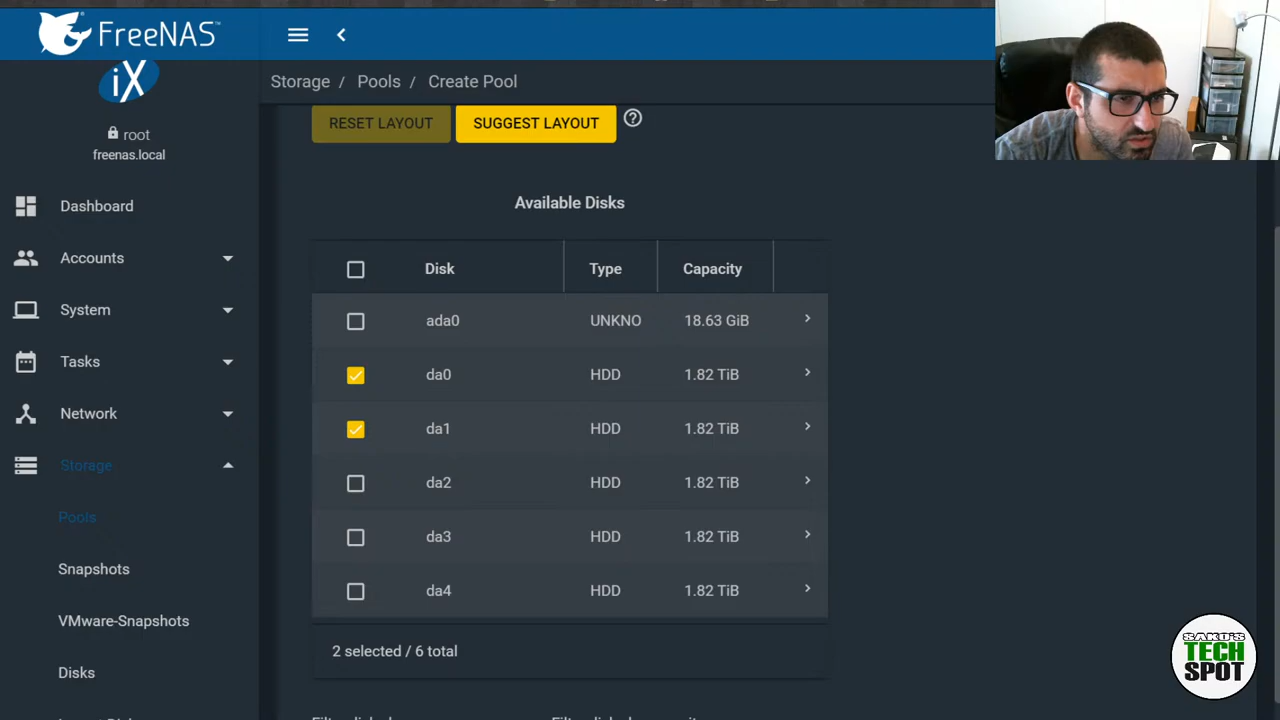 FreeNAS™
Storage / Pools / Create Pool
iX
root
freenas.local
RESET LAYOUT
SUGGEST LAYOUT
?
Dashboard
Accounts
System
Tasks
Network
Storage
Pools
Snapshots
VMware-Snapshots
Disks
Available Disks
Disk Type Capacity
ada0 UNKNO 18.63 GiB
da0 HDD 1.82 TiB
da1 HDD 1.82 TiB
da2 HDD 1.82 TiB
da3 HDD 1.82 TiB
da4 HDD 1.82 TiB
2 selected / 6 total
SAKO'S
TECH
SPOT